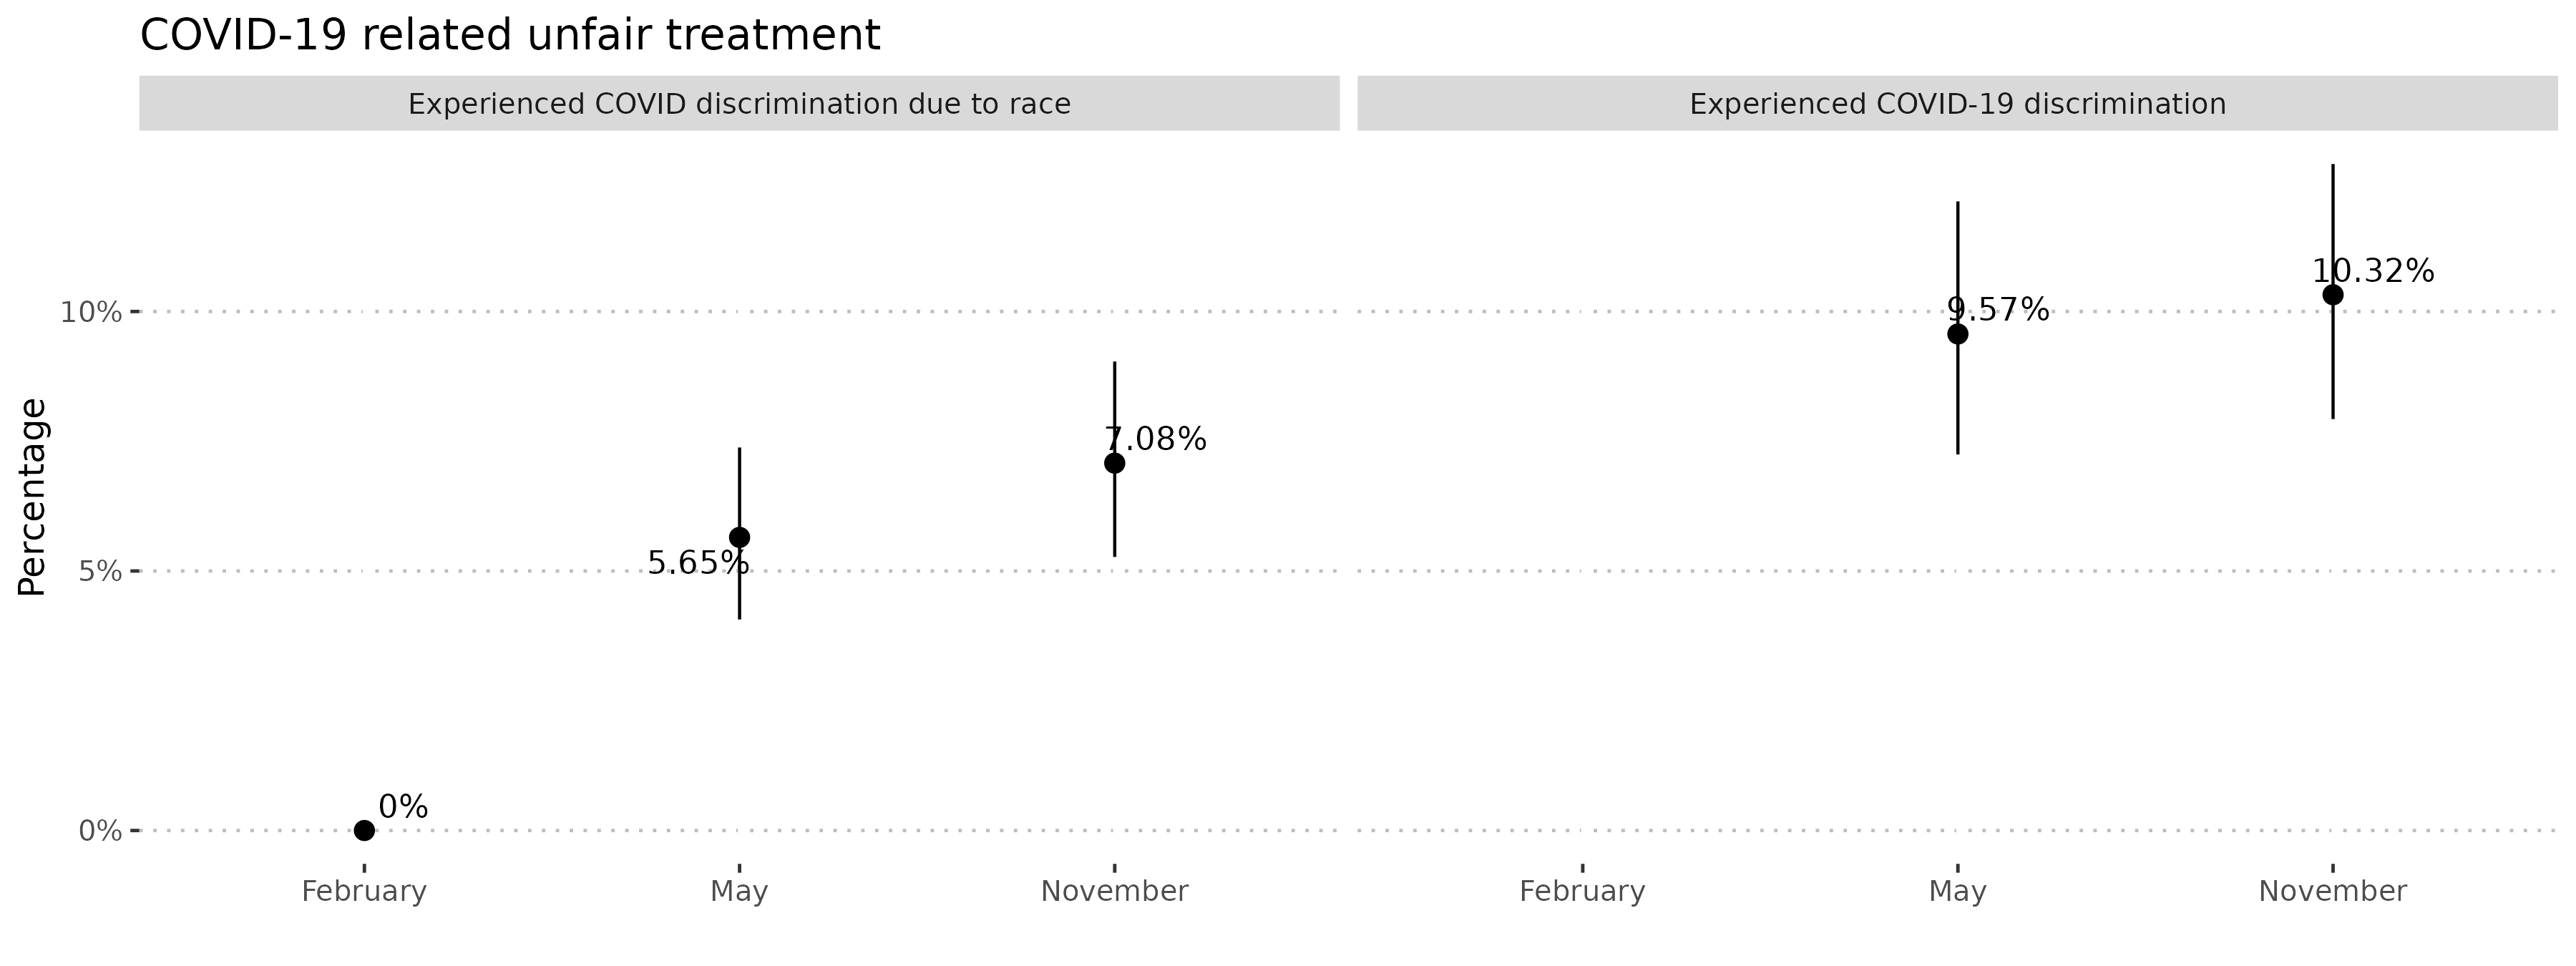 COVID-19 related unfair treatment
Experienced COVID discrimination due to race
Experienced COVID-19 discrimination
Percentage
10%
5%
0%
0%
5.65%
7.08%
9.57%
10.32%
February
May
November
February
May
November